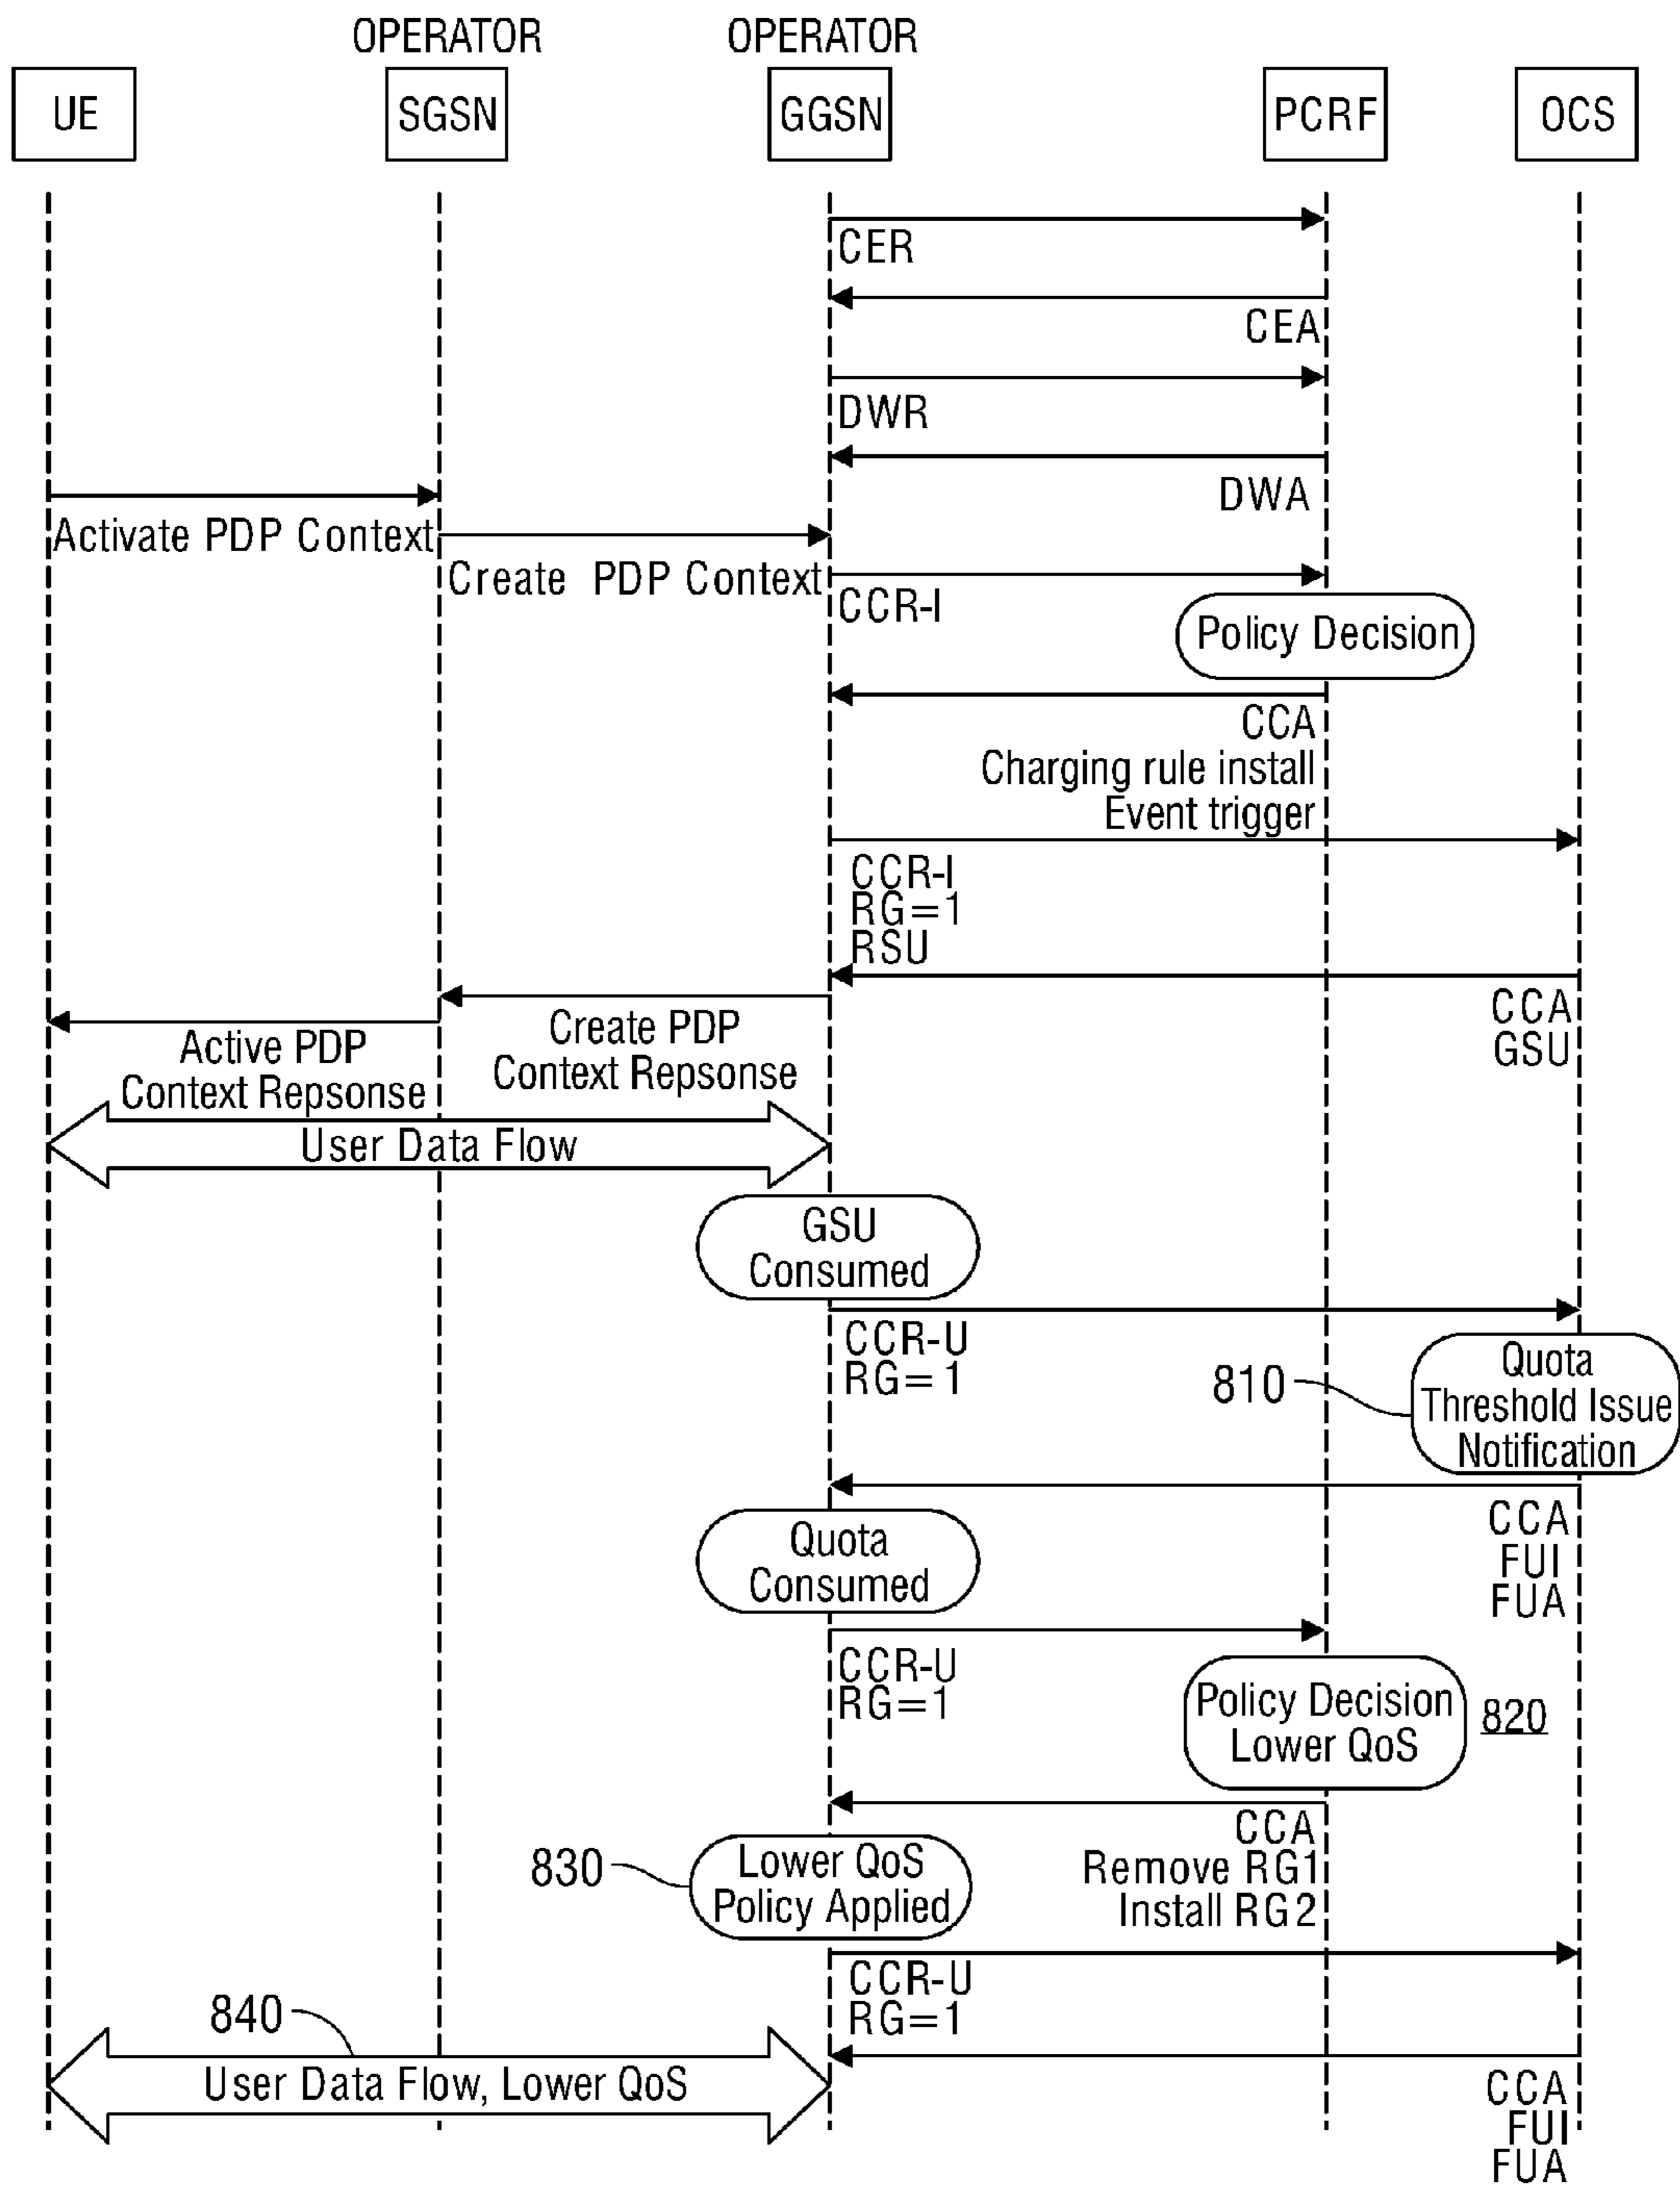 OPERATOR
OPERATOR
UE
SGSN
GGSN
PCRF
OCS
CER
CEA
DWR
DWA
Activate PDP Context
Create PDP Context
CCR-I
Policy Decision
CCA
Charging rule install
Event trigger
CCR-I
RG=1
RSU
CCA
GSU
Create PDP
Context Repsonse
Active PDP
Context Repsonse
User Data Flow
GSU
Consumed
CCR-U
RG=1
810
Quota
Threshold Issue
Notification
CCA
FUI
FUA
Quota
Consumed
CCR-U
RG=1
Policy Decision
Lower QoS
820
CCA
Remove RG1
Install RG2
830
Lower QoS
Policy Applied
CCR-U
RG=1
840
User Data Flow, Lower QoS
CCA
FUI
FUA